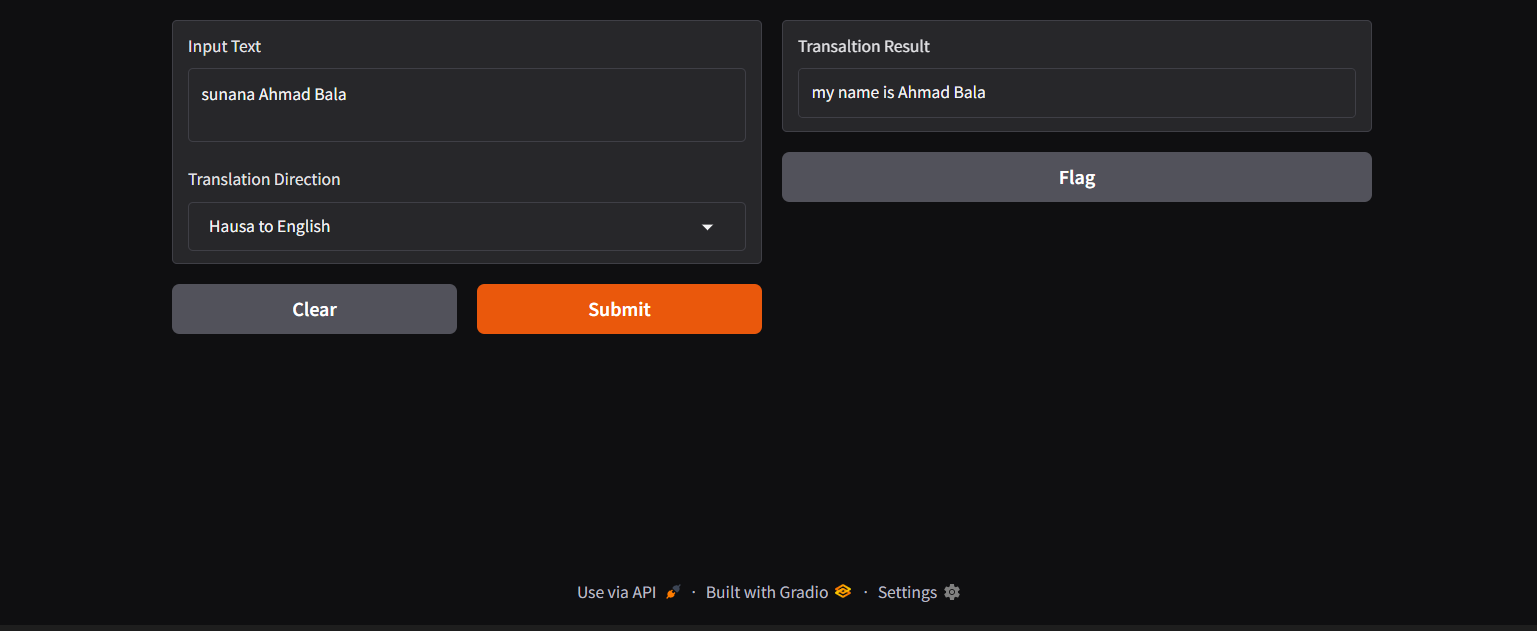 Input Text
sunana Ahmad Bala
Translation Direction
Hausa to English
Clear
Submit
Transaltion Result
my name is Ahmad Bala
Flag
Use via API · Built with Gradio · Settings